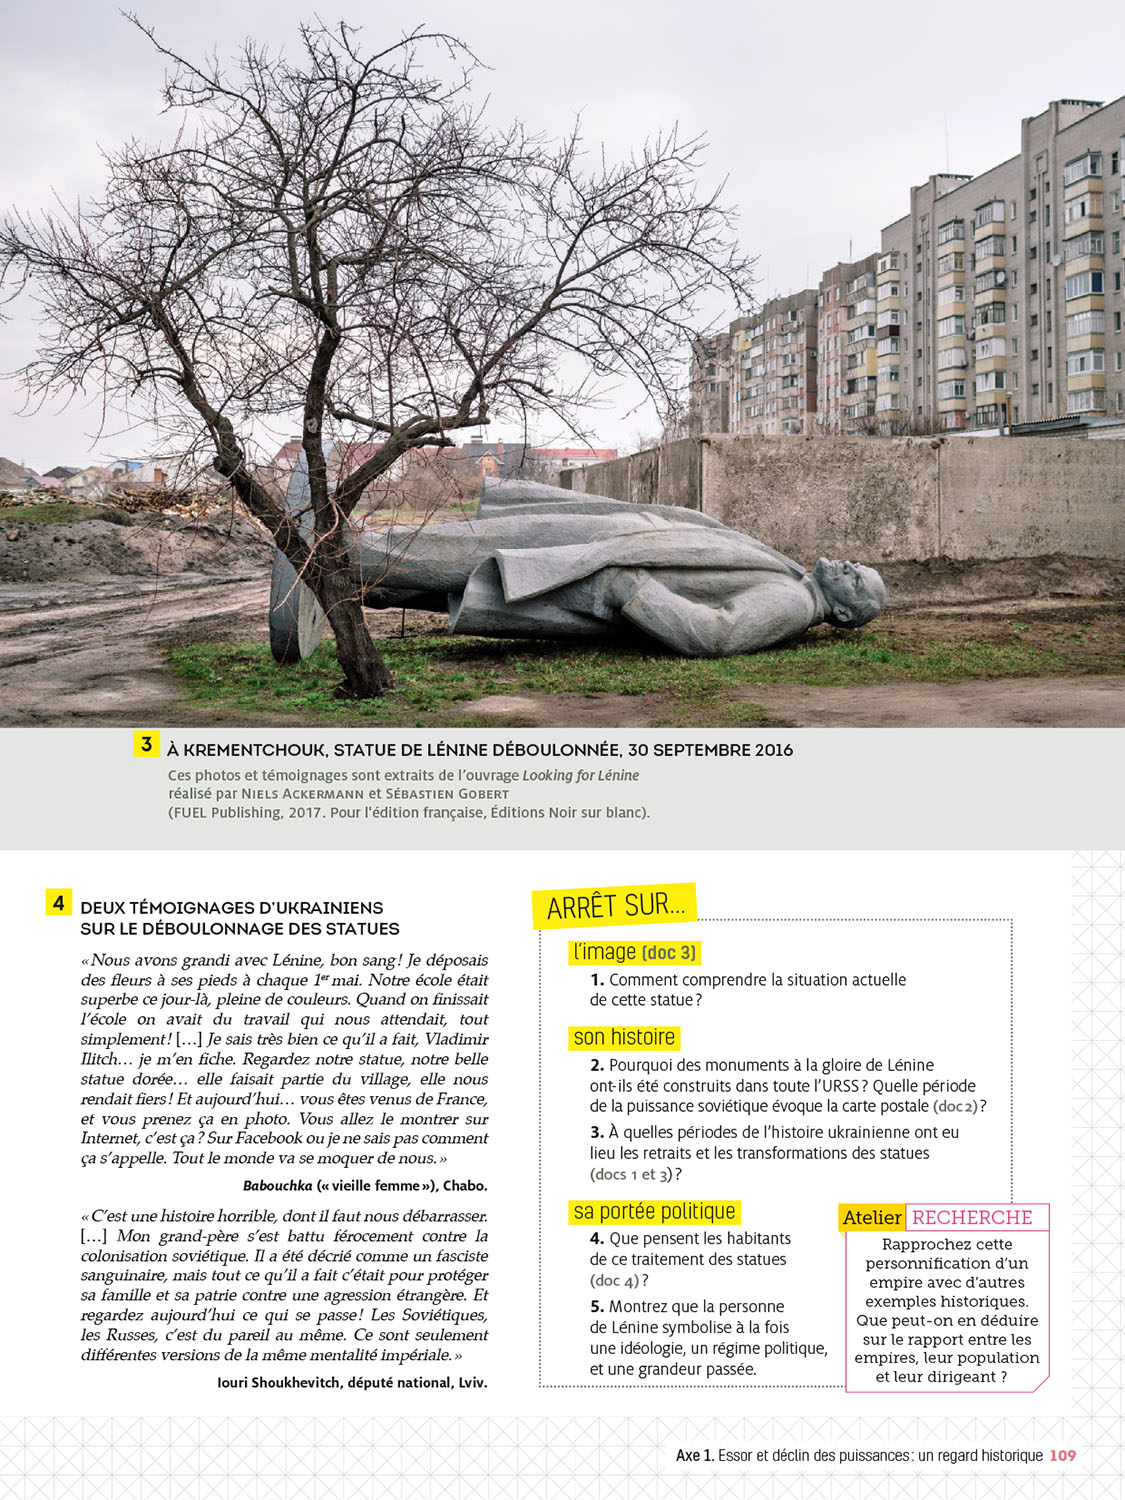 3 À KREMENTCHOUK, STATUE DE LÉNINE DÉBOULONNÉE, 30 SEPTEMBRE 2016
Ces photos et témoignages sont extraits de l'ouvrage Looking for Lénine
réalisé par NIELS ACKERMANN et SÉBASTIEN GOBERT
(FUEL Publishing, 2017. Pour l'édition française, Éditions Noir sur blanc).
4 DEUX TÉMOIGNAGES D'UKRAINIENS
SUR LE DÉBOULONNAGE DES STATUES
« Nous avons grandi avec Lénine, bon sang ! Je déposais
des fleurs à ses pieds à chaque 1er mai. Notre école était
superbe ce jour-là, pleine de couleurs. Quand on finissait
l'école on avait du travail qui nous attendait, tout
simplement ! [...] Je sais très bien ce qu'il a fait, Vladimir
Ilitch... je m'en fiche. Regardez notre statue, notre belle
statue dorée... elle faisait partie du village, elle nous
rendait fiers ! Et aujourd'hui... vous êtes venus de France,
et vous prenez ça en photo. Vous allez le montrer sur
Internet, c'est ça ? Sur Facebook ou je ne sais pas comment
ça s'appelle. Tout le monde va se moquer de nous. »
Babouchka (« vieille femme »), Chabo.
« C'est une histoire horrible, dont il faut nous débarrasser.
[...] Mon grand-père s'est battu férocement contre la
colonisation soviétique. Il a été décrié comme un fasciste
sanguinaire, mais tout ce qu'il a fait c'était pour protéger
sa famille et sa patrie contre une agression étrangère. Et
regardez aujourd'hui ce qui se passe ! Les Soviétiques,
les Russes, c'est du pareil au même. Ce sont seulement
différentes versions de la même mentalité impériale. »
Iouri Shoukhevitch, député national, Lviv.
ARRÊT SUR...
l'image (doc 3)
1. Comment comprendre la situation actuelle
de cette statue ?
son histoire
2. Pourquoi des monuments à la gloire de Lénine
ont-ils été construits dans toute l'URSS ? Quelle période
de la puissance soviétique évoque la carte postale (doc 2) ?
3. À quelles périodes de l'histoire ukrainienne ont eu
lieu les retraits et les transformations des statues
(docs 1 et 3) ?
sa portée politique
4. Que pensent les habitants
de ce traitement des statues
(doc 4) ?
5. Montrez que la personne
de Lénine symbolise à la fois
une idéologie, un régime politique,
et une grandeur passée.
Atelier RECHERCHE
Rapprochez cette
personnification d'un
empire avec d'autres
exemples historiques.
Que peut-on en déduire
sur le rapport entre les
empires, leur population
et leur dirigeant ?
Axe 1. Essor et déclin des puissances : un regard historique 109